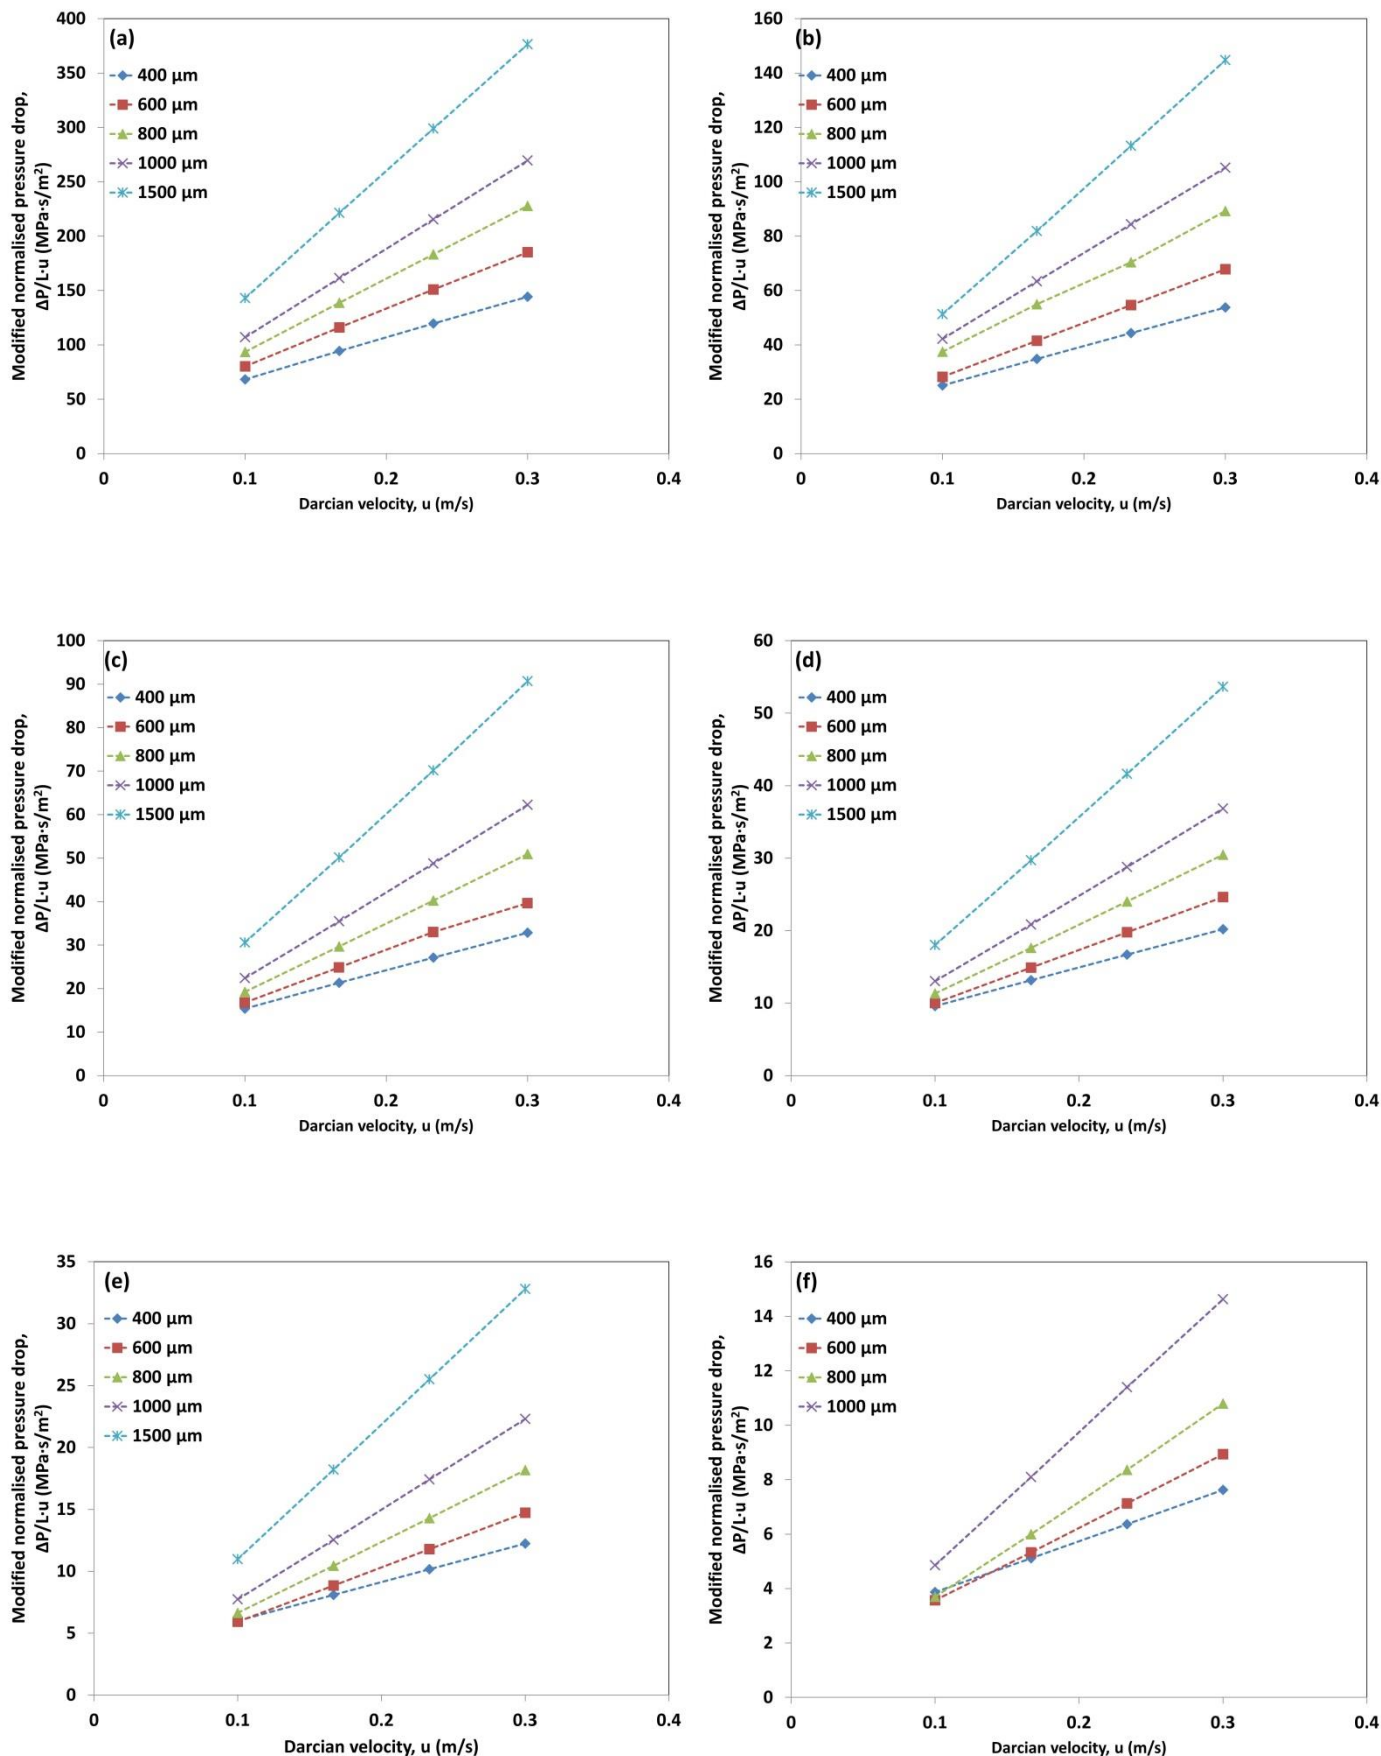 (a)
Modified normalised pressure drop,
ΔP/L·u (MPa·s/m²)
400
350
300
250
200
150
100
50
0
400 µm
600 µm
800 µm
1000 µm
1500 µm
0 0.1 0.2 0.3 0.4
Darcian velocity, u (m/s)
(b)
Modified normalised pressure drop,
ΔP/L·u (MPa·s/m²)
160
140
120
100
80
60
40
20
0
400 µm
600 µm
800 µm
1000 µm
1500 µm
0 0.1 0.2 0.3 0.4
Darcian velocity, u (m/s)
(c)
Modified normalised pressure drop,
ΔP/L·u (MPa·s/m²)
100
90
80
70
60
50
40
30
20
10
0
400 µm
600 µm
800 µm
1000 µm
1500 µm
0 0.1 0.2 0.3 0.4
Darcian velocity, u (m/s)
(d)
Modified normalised pressure drop,
ΔP/L·u (MPa·s/m²)
60
50
40
30
20
10
0
400 µm
600 µm
800 µm
1000 µm
1500 µm
0 0.1 0.2 0.3 0.4
Darcian velocity, u (m/s)
(e)
Modified normalised pressure drop,
ΔP/L·u (MPa·s/m²)
35
30
25
20
15
10
5
0
400 µm
600 µm
800 µm
1000 µm
1500 µm
0 0.1 0.2 0.3 0.4
Darcian velocity, u (m/s)
(f)
Modified normalised pressure drop,
ΔP/L·u (MPa·s/m²)
16
14
12
10
8
6
4
2
0
400 µm
600 µm
800 µm
1000 µm
0 0.1 0.2 0.3 0.4
Darcian velocity, u (m/s)